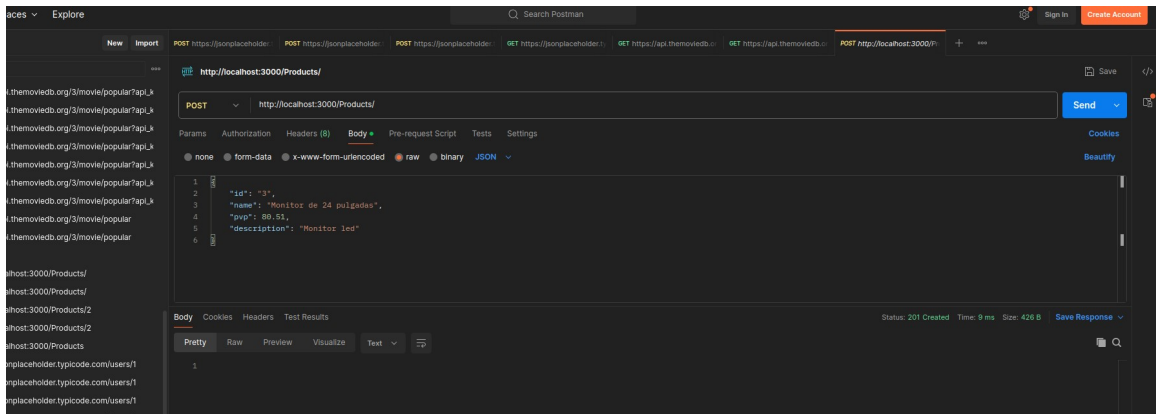 aces Explore
Search Postman
Sign In Create Account
New Import
POST https://jsonplaceholder. POST https://jsonplaceholder. POST https://jsonplaceholder. GET https://jsonplaceholder.t GET https://api.themoviedb.o GET https://api.themoviedb.o POST http://localhost:3000/P
http://localhost:3000/Products/
Save
POST http://localhost:3000/Products/
Send
Params Authorization Headers (8) Body Pre-request Script Tests Settings
Cookies
none form-data x-www-form-urlencoded raw binary JSON
Beautify
1
2 "id": "3",
3 "name": "Monitor de 24 pulgadas",
4 "pvp": 80.51,
5 "description": "Monitor led"
6
i.themoviedb.org/3/movie/popular?api_k
i.themoviedb.org/3/movie/popular?api_k
i.themoviedb.org/3/movie/popular?api_k
i.themoviedb.org/3/movie/popular?api_k
i.themoviedb.org/3/movie/popular?api_k
i.themoviedb.org/3/movie/popular?api_k
i.themoviedb.org/3/movie/popular?api_k
i.themoviedb.org/3/movie/popular
i.themoviedb.org/3/movie/popular
alhost:3000/Products/
alhost:3000/Products/
alhost:3000/Products/2
alhost:3000/Products/2
alhost:3000/Products
onplaceholder.typicode.com/users/1
onplaceholder.typicode.com/users/1
onplaceholder.typicode.com/users/1
Body Cookies Headers Test Results
Status: 201 Created Time: 9 ms Size: 426 B Save Response
Pretty Raw Preview Visualize Text
1